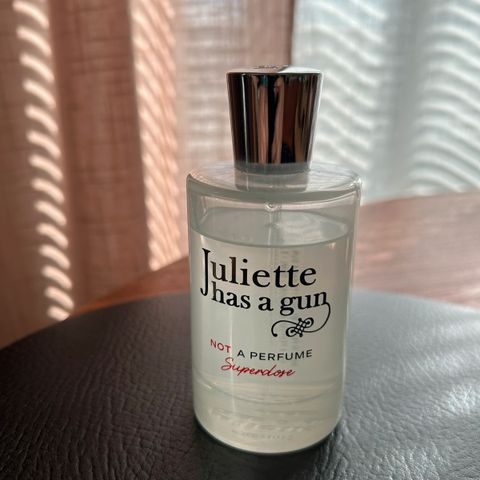 Juliette
has a gun
NOT A PERFUME
Superdose